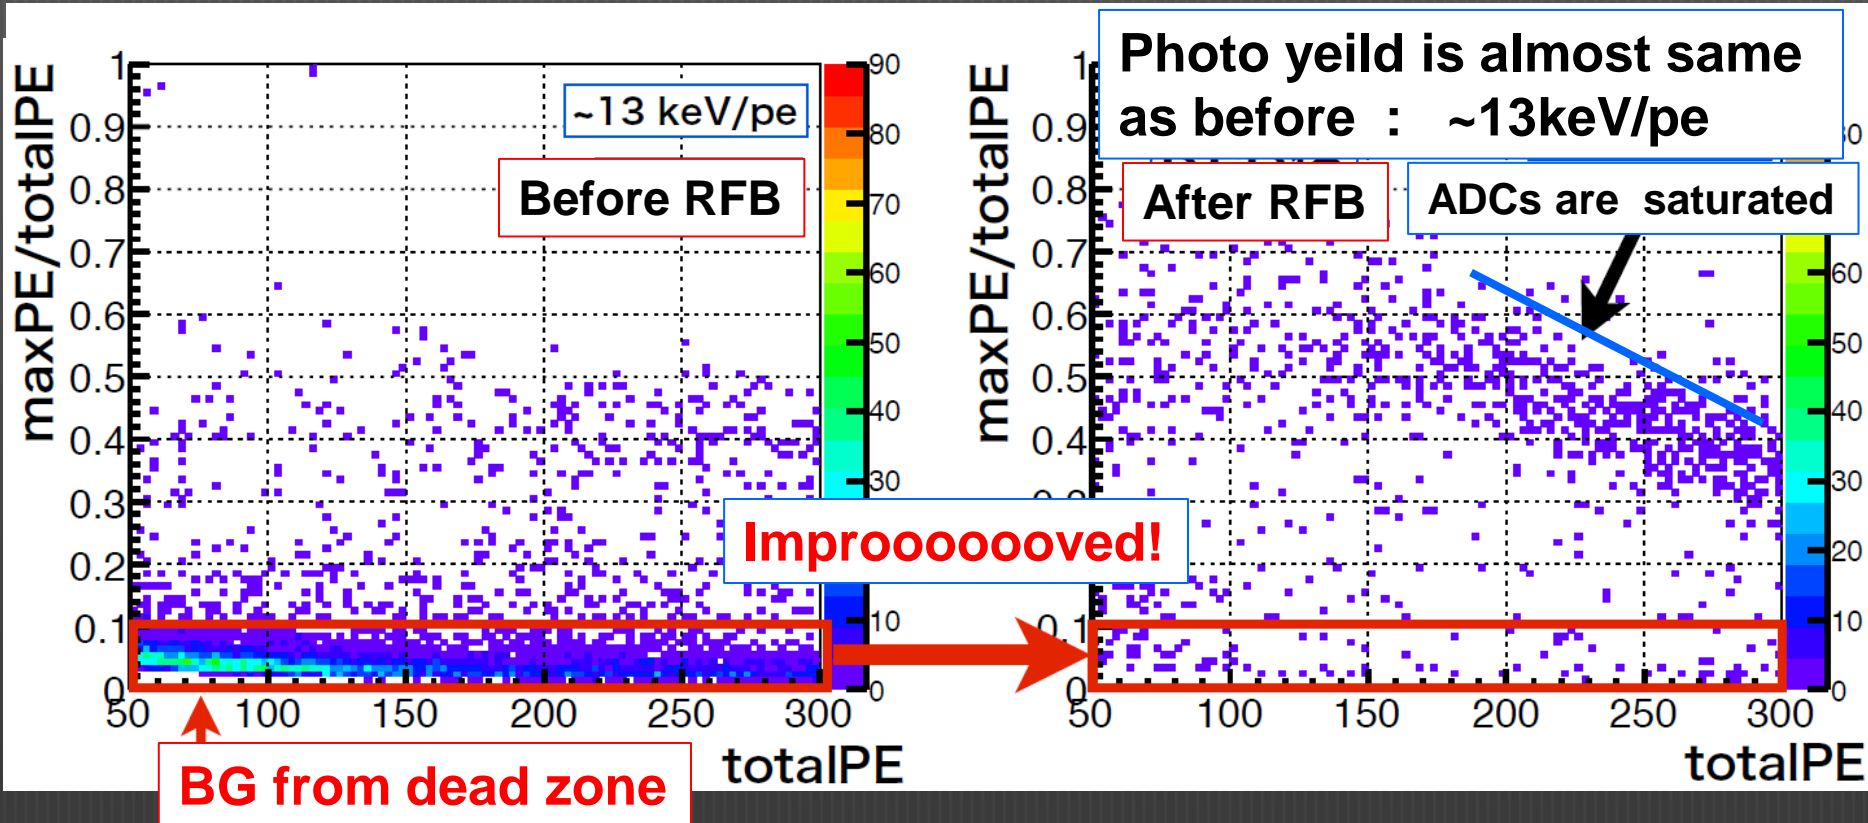 maxPE/totalPE
1
0.9
0.8
0.7
0.6
0.5
0.4
0.3
0.2
0.1
0
50 100 150 200 250 300
totalPE
90
80
70
60
50
40
30
10
0
~13 keV/pe
Before RFB
BG from dead zone
Improooooooved!
Photo yeild is almost same
as before : ~13keV/pe
After RFB
ADCs are saturated
maxPE/totalPE
1
0.9
0.8
0.7
0.6
0.5
0.4
0.1
0
50 100 150 200 250 300
totalPE
60
50
40
30
20
10
0